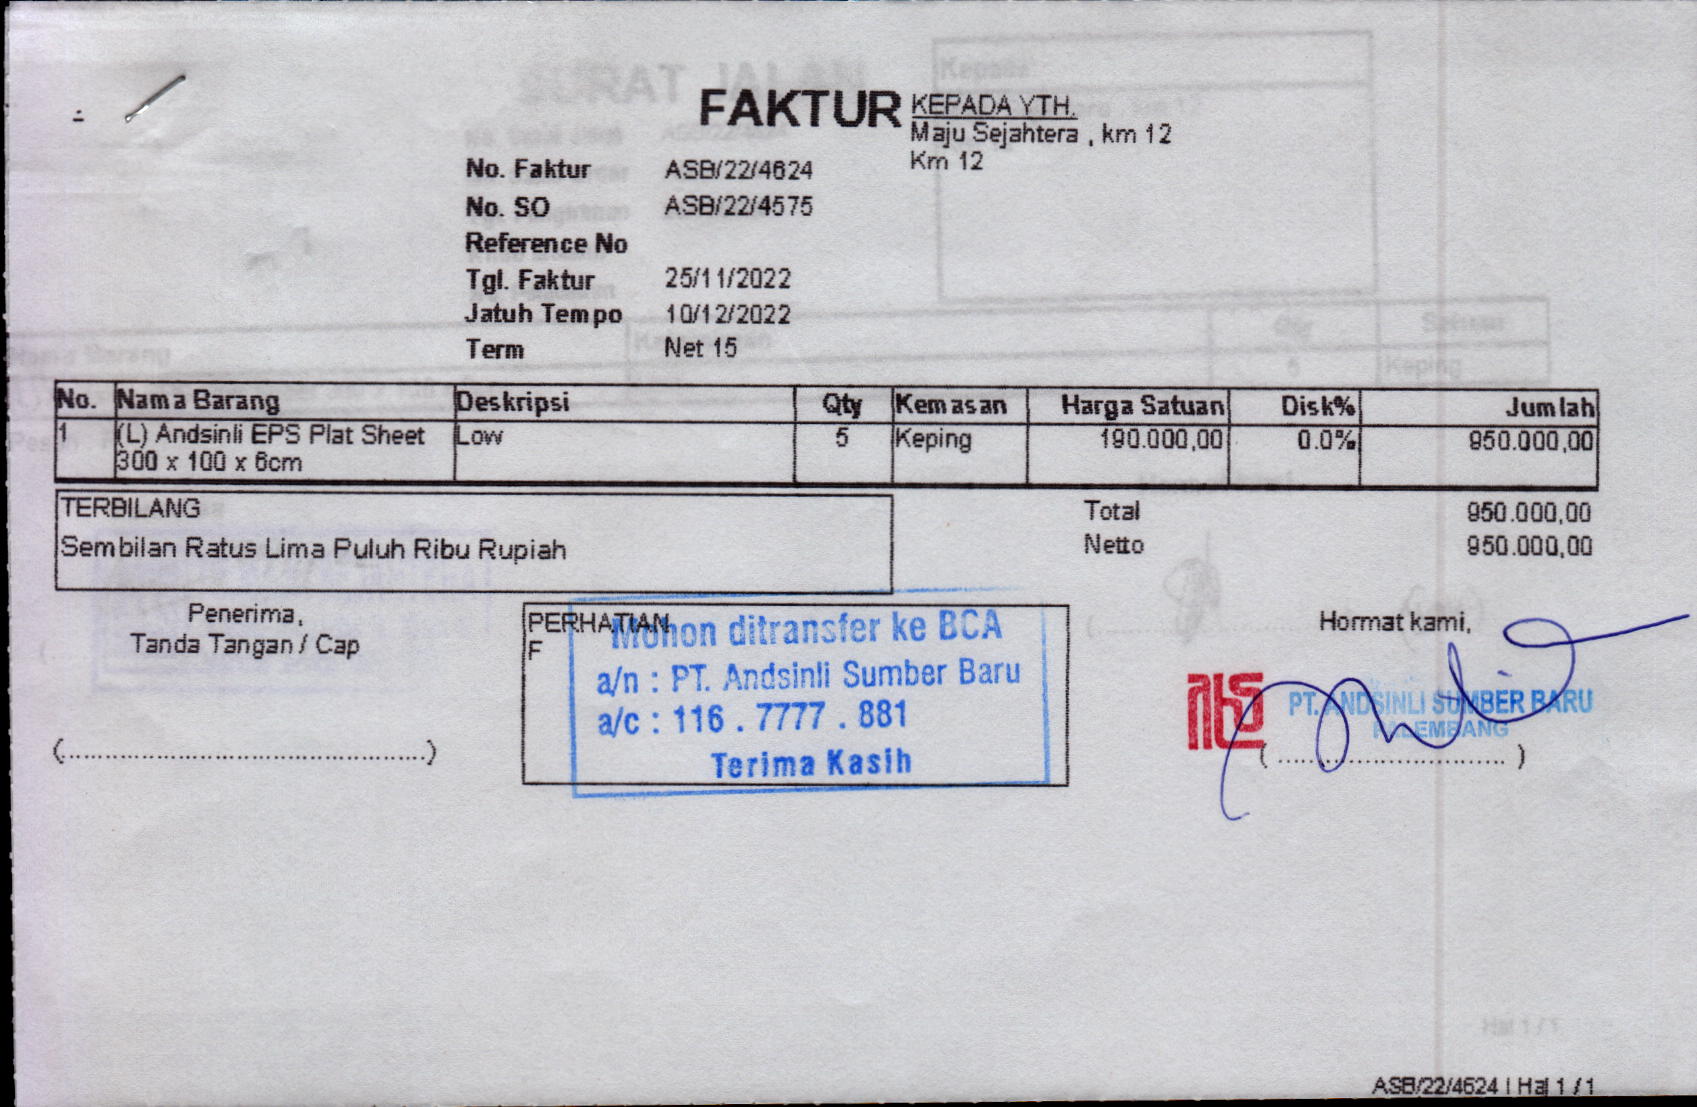 FAKTUR
KEPADA YTH.
Maju Sejahtera , km 12
Km 12
No. Faktur ASB/22/4624
No. SO ASB/22/4575
Reference No
Tgl. Faktur 25/11/2022
Jatuh Tempo 10/12/2022
Term Net 15
No. Nama Barang Deskripsi Qty Kemasan Harga Satuan Disk% Jumlah
1 (L) Andsinli EPS Plat Sheet Low 5 Keping 190.000,00 0.0% 950.000,00
300 x 100 x 6cm
TERBILANG
Sembilan Ratus Lima Puluh Ribu Rupiah
Total 950.000,00
Netto 950.000,00
Penerima,
Tanda Tangan / Cap
(...............................................)
PERHATIAN
F
Mohon ditransfer ke BCA
a/n : PT. Andsinli Sumber Baru
a/c : 116 . 7777 . 881
Terima Kasih
Hormat kami,
PT. ANDSINLI SUMBER BARU
PALEMBANG
( ............................. )
ASB/22/4624 | Hal 1 / 1